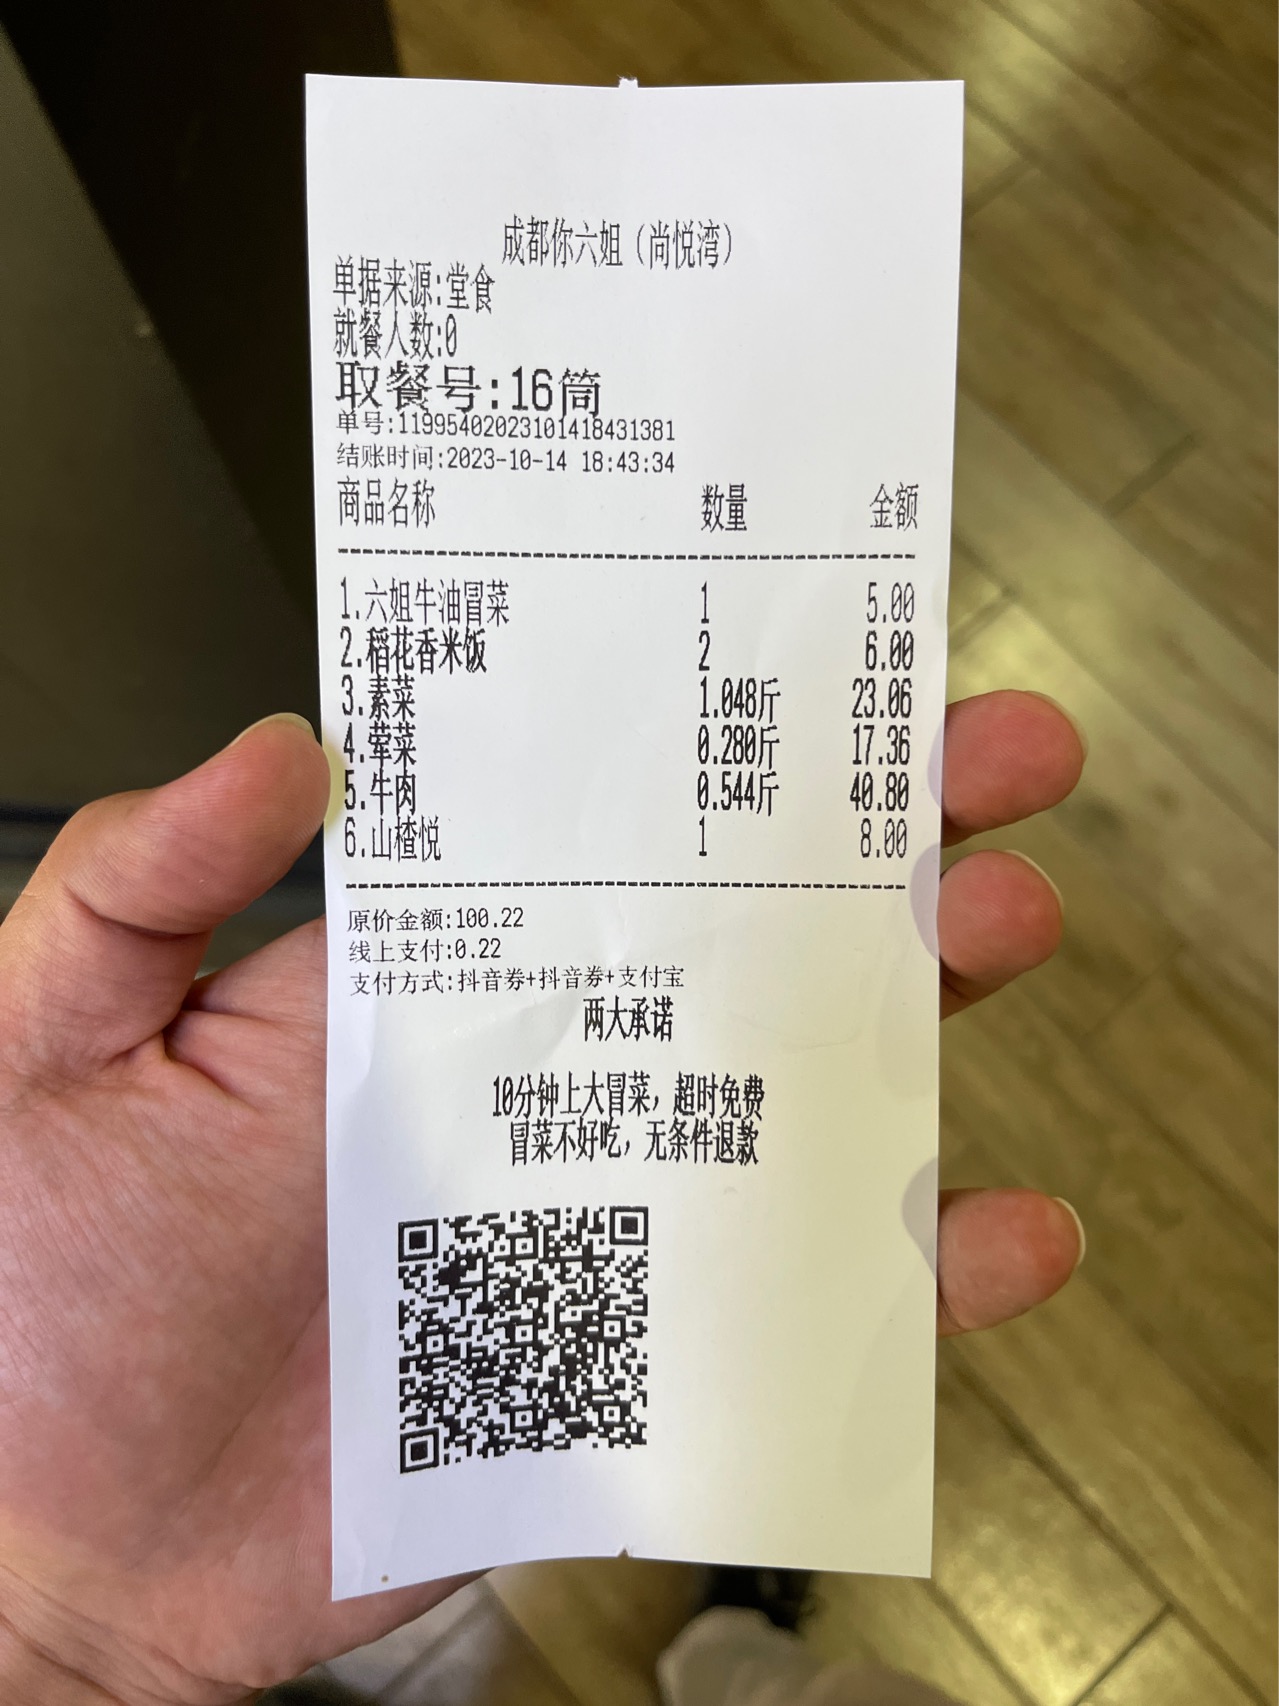 成都你六姐（尚悦湾）
单据来源:堂食
就餐人数:0
取餐号:16筒
单号:11995402023101418431381
结账时间:2023-10-14 18:43:34
商品名称 数量 金额
1.六姐牛油冒菜 1 5.00
2.稻花香米饭 2 6.00
3.素菜 1.048斤 23.06
4.荤菜 0.280斤 17.36
5.牛肉 0.544斤 40.80
6.山楂悦 1 8.00
原价金额:100.22
线上支付:0.22
支付方式:抖音券+抖音券+支付宝
两大承诺
10分钟上大冒菜，超时免费
冒菜不好吃，无条件退款